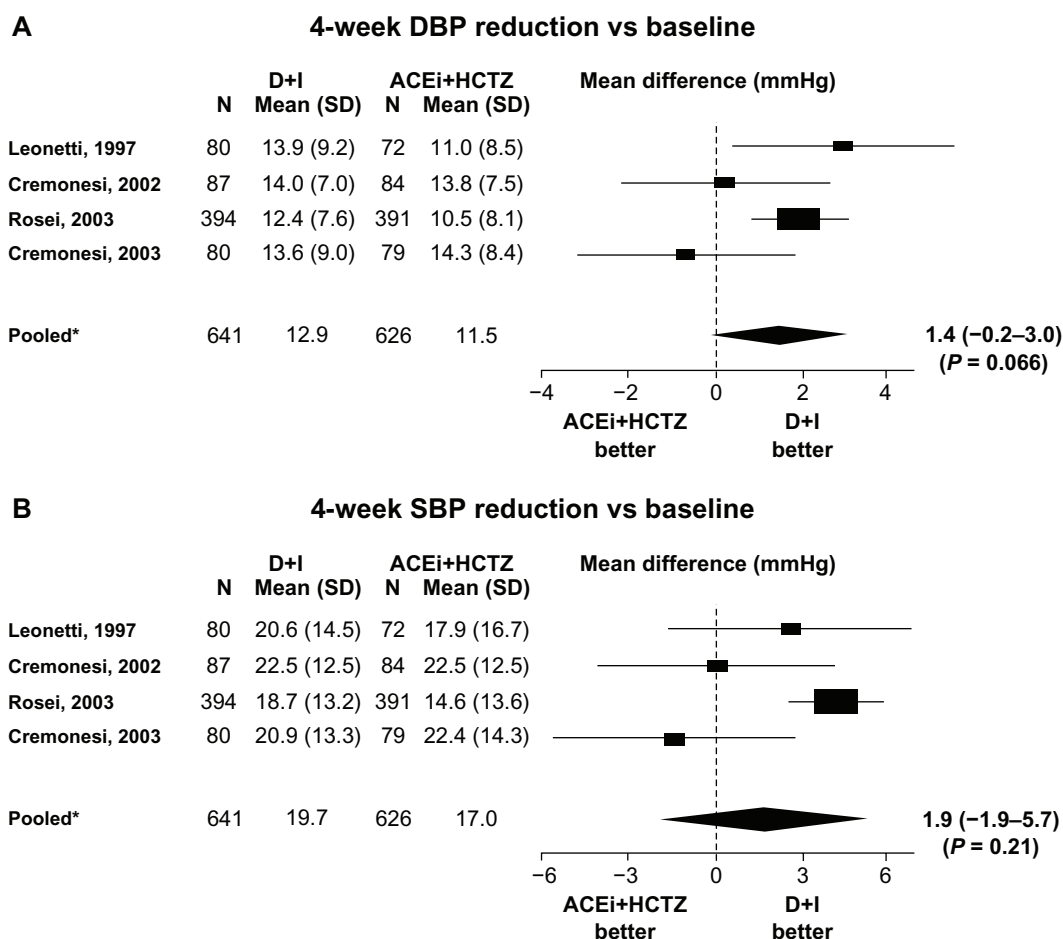 A 4-week DBP reduction vs baseline
D+I ACEi+HCTZ Mean difference (mmHg)
N Mean (SD) N Mean (SD)
Leonetti, 1997 80 13.9 (9.2) 72 11.0 (8.5)
Cremonesi, 2002 87 14.0 (7.0) 84 13.8 (7.5)
Rosei, 2003 394 12.4 (7.6) 391 10.5 (8.1)
Cremonesi, 2003 80 13.6 (9.0) 79 14.3 (8.4)
Pooled* 641 12.9 626 11.5 1.4 (−0.2–3.0)
(P = 0.066)
−4 −2 0 2 4
ACEi+HCTZ D+I
better better
B 4-week SBP reduction vs baseline
D+I ACEi+HCTZ Mean difference (mmHg)
N Mean (SD) N Mean (SD)
Leonetti, 1997 80 20.6 (14.5) 72 17.9 (16.7)
Cremonesi, 2002 87 22.5 (12.5) 84 22.5 (12.5)
Rosei, 2003 394 18.7 (13.2) 391 14.6 (13.6)
Cremonesi, 2003 80 20.9 (13.3) 79 22.4 (14.3)
Pooled* 641 19.7 626 17.0 1.9 (−1.9–5.7)
(P = 0.21)
−6 −3 0 3 6
ACEi+HCTZ D+I
better better